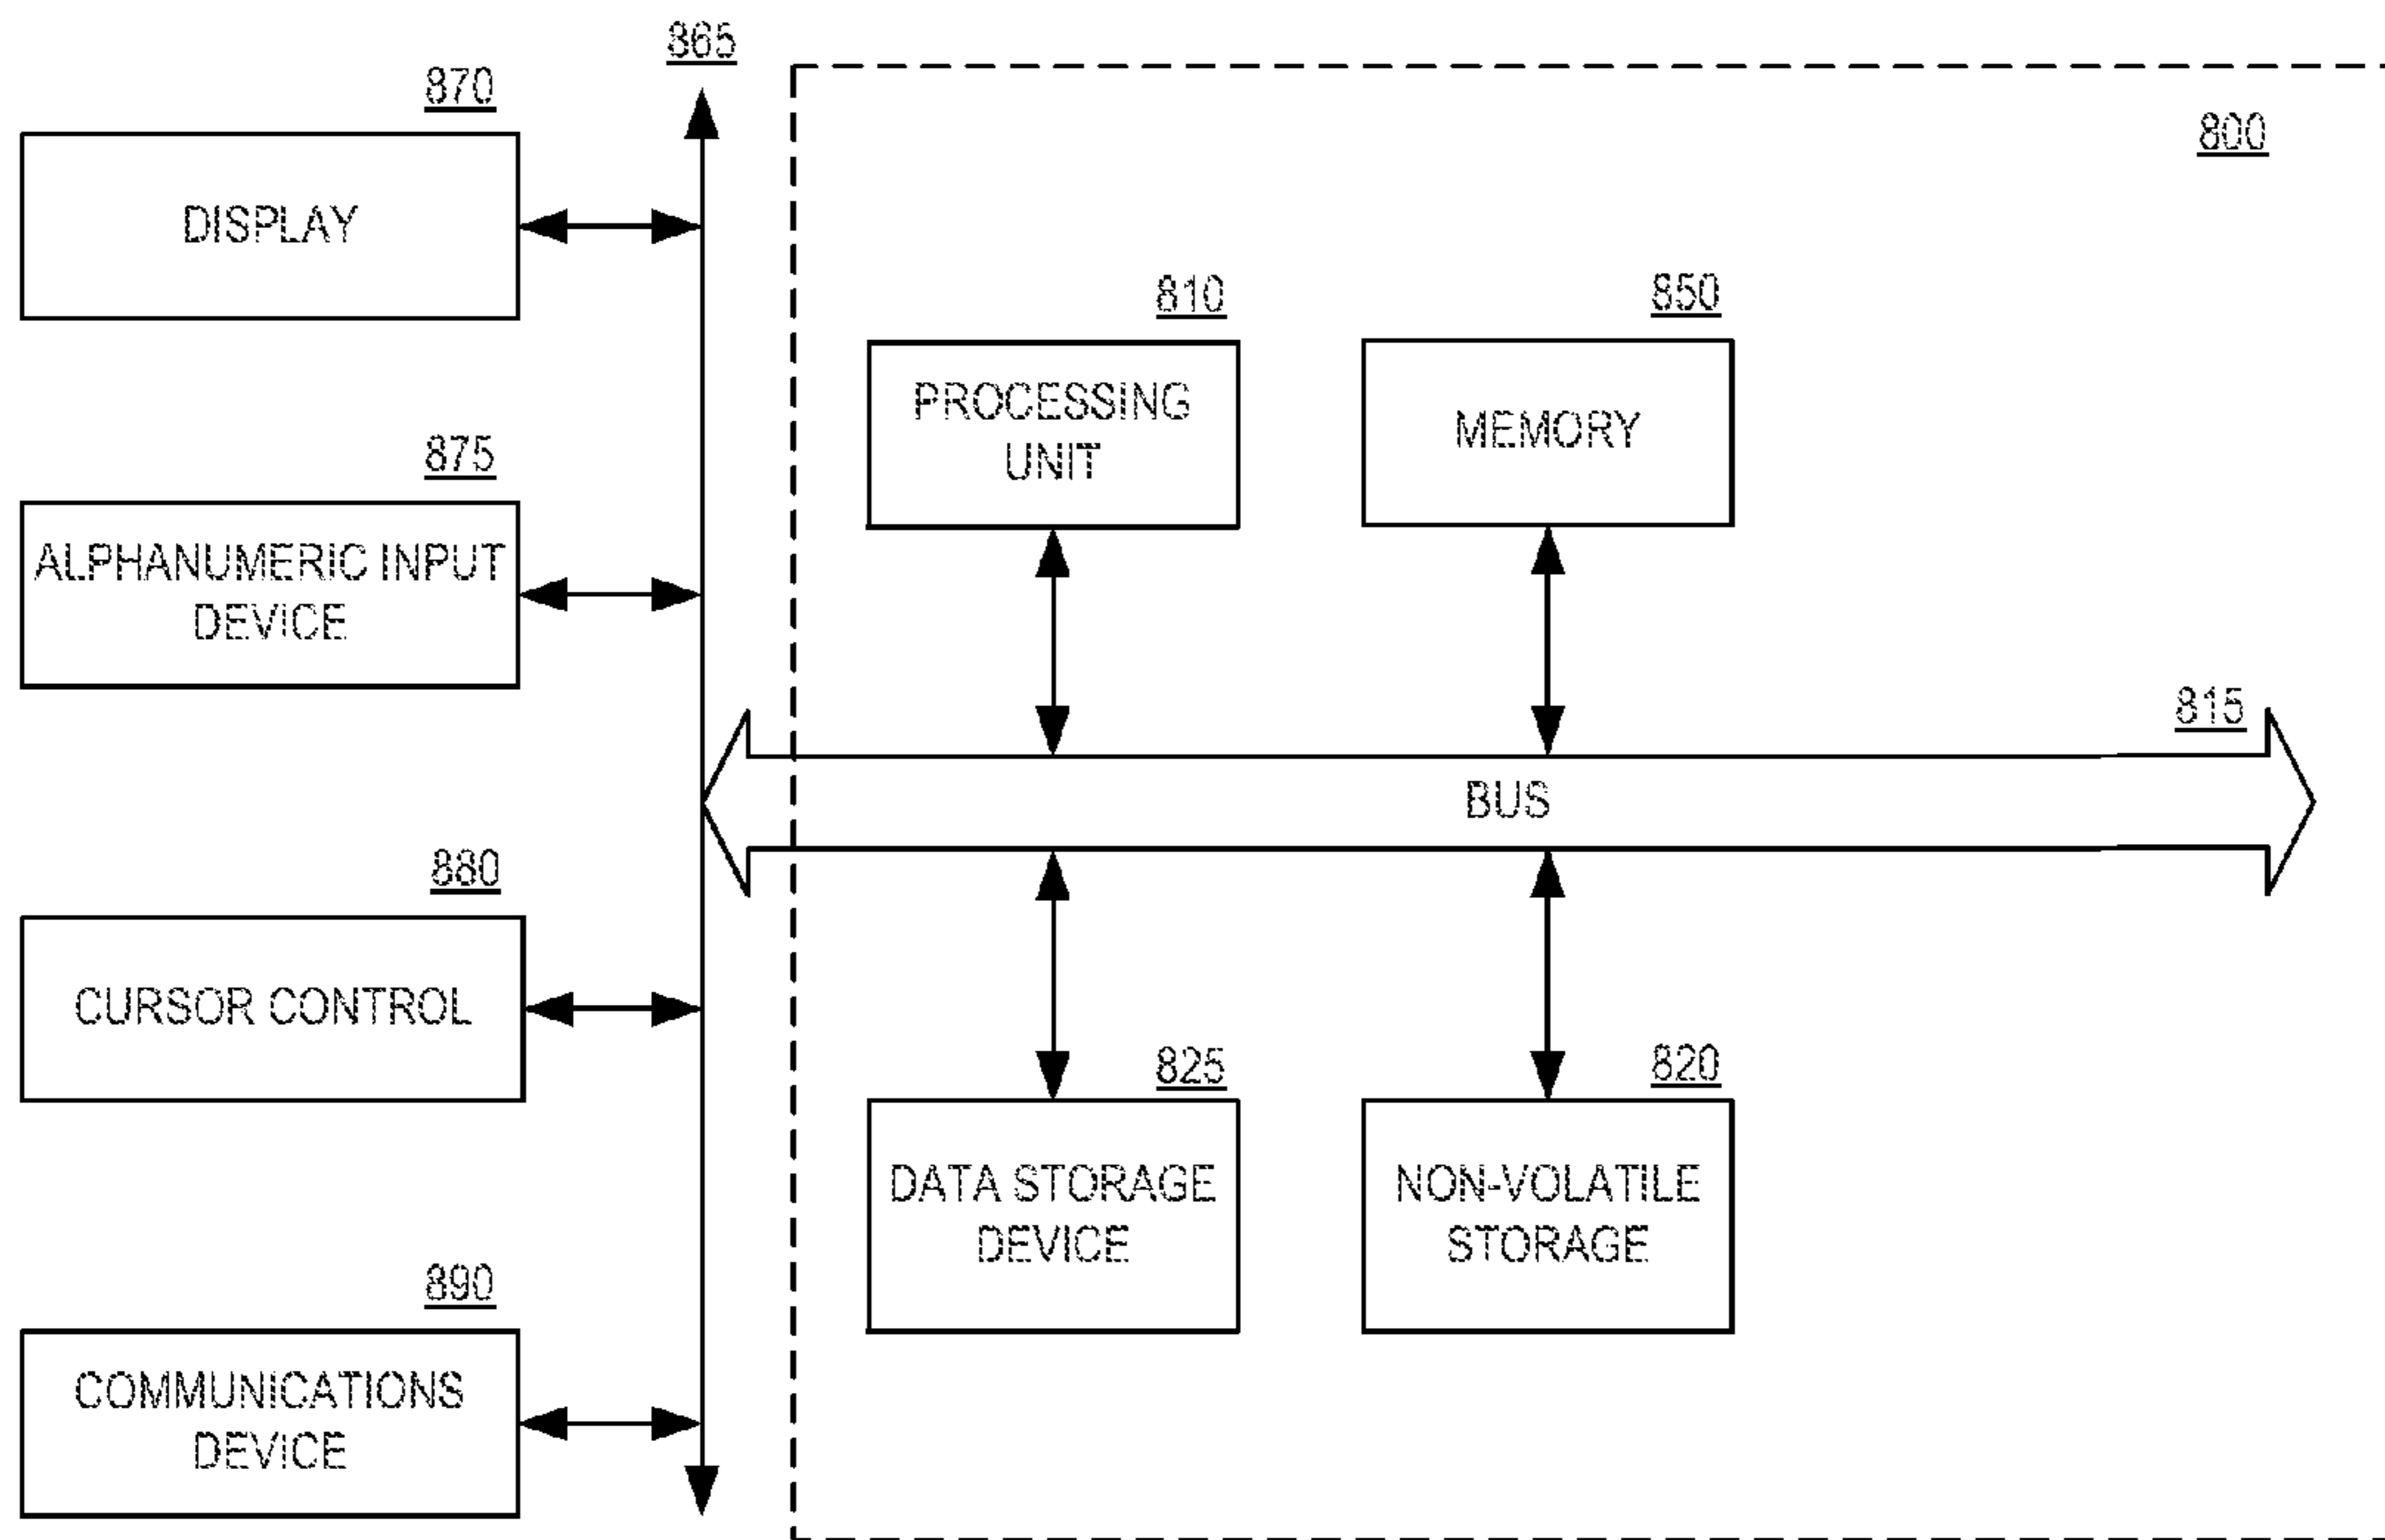 865
870
800
DISPLAY
810
850
PROCESSING
UNIT
MEMORY
875
ALPHANUMERIC INPUT
DEVICE
815
BUS
880
CURSOR CONTROL
825
820
DATA STORAGE
DEVICE
NON-VOLATILE
STORAGE
890
COMMUNICATIONS
DEVICE